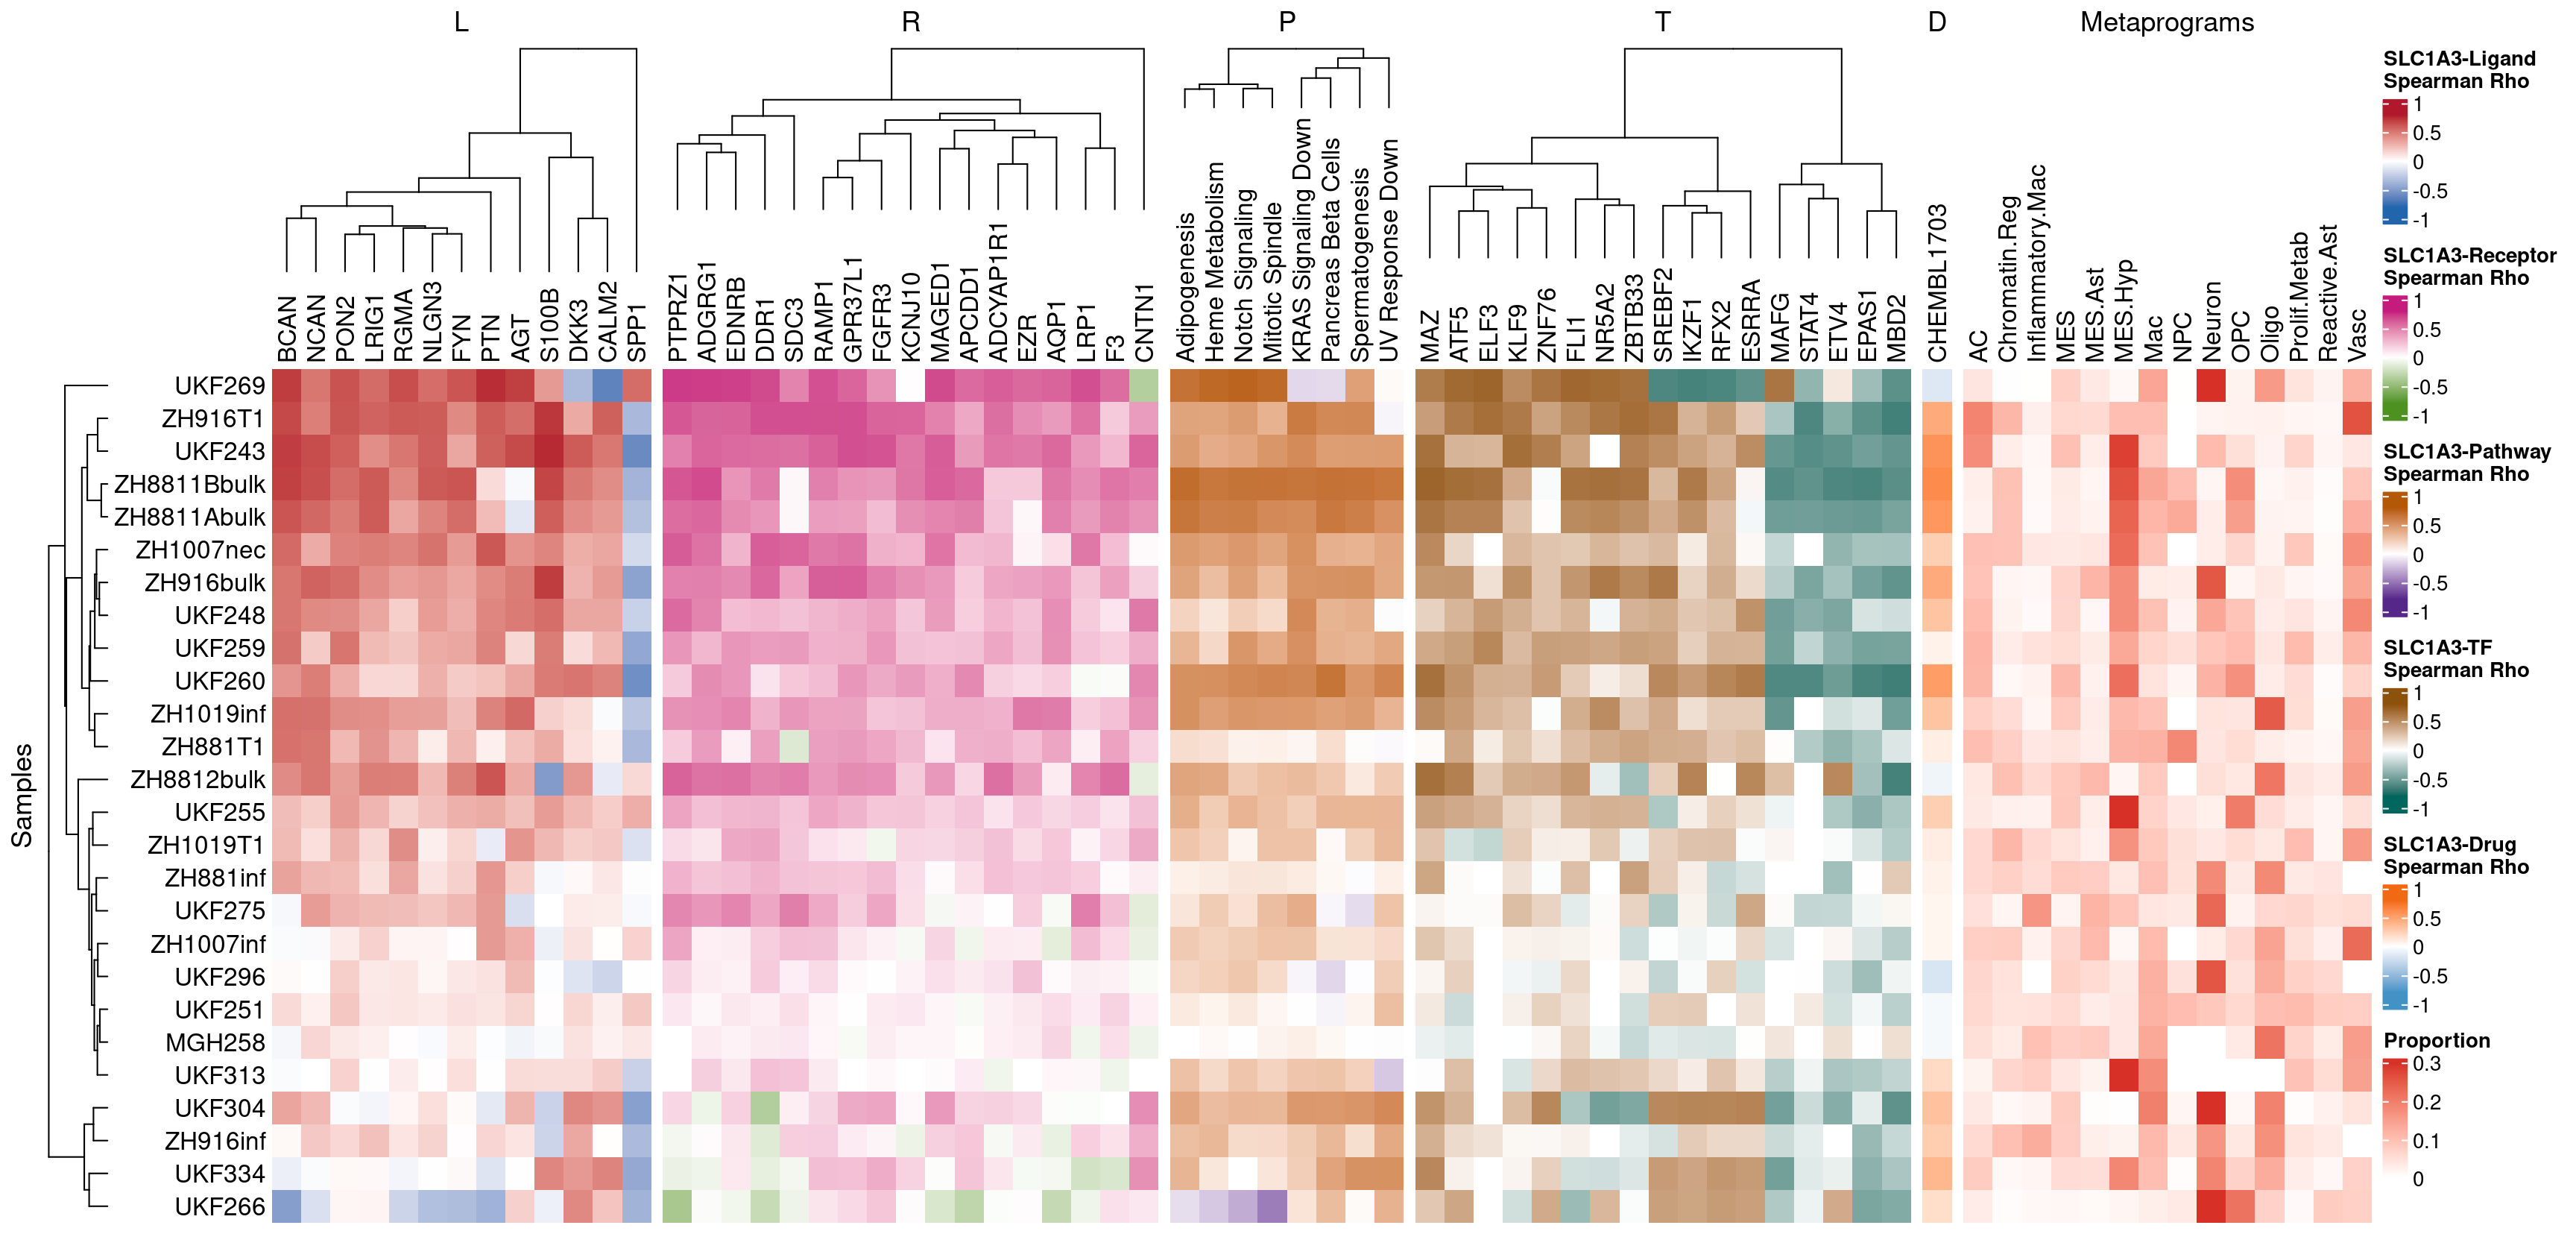 L
R
P
T
D
Metaprograms
BCAN
NCAN
PON2
LRIG1
RGMA
NLGN3
FYN
PTN
AGT
S100B
DKK3
CALM2
SPP1
PTPRZ1
ADGRG1
EDNRB
DDR1
SDC3
RAMP1
GPR37L1
FGFR3
KCNJ10
MAGED1
APCDD1
ADCYAP1R1
EZR
AQP1
LRP1
F3
CNTN1
Adipogenesis
Heme Metabolism
Notch Signaling
Mitotic Spindle
KRAS Signaling Down
Pancreas Beta Cells
Spermatogenesis
UV Response Down
MAZ
ATF5
ELF3
KLF9
ZNF76
FLI1
NR5A2
ZBTB33
SREBF2
IKZF1
RFX2
ESRRA
MAFG
STAT4
ETV4
EPAS1
MBD2
CHEMBL1703
AC
Chromatin.Reg
Inflammatory.Mac
MES
MES.Ast
MES.Hyp
Mac
NPC
Neuron
OPC
Oligo
Prolif.Metab
Reactive.Ast
Vasc
Samples
UKF269
ZH916T1
UKF243
ZH8811Bbulk
ZH8811Abulk
ZH1007nec
ZH916bulk
UKF248
UKF259
UKF260
ZH1019inf
ZH881T1
ZH8812bulk
UKF255
ZH1019T1
ZH881inf
UKF275
ZH1007inf
UKF296
UKF251
MGH258
UKF313
UKF304
ZH916inf
UKF334
UKF266
SLC1A3-Ligand
Spearman Rho
1
0.5
0
-0.5
-1
SLC1A3-Receptor
Spearman Rho
1
0.5
0
-0.5
-1
SLC1A3-Pathway
Spearman Rho
1
0.5
0
-0.5
-1
SLC1A3-TF
Spearman Rho
1
0.5
0
-0.5
-1
SLC1A3-Drug
Spearman Rho
1
0.5
0
-0.5
-1
Proportion
0.3
0.2
0.1
0